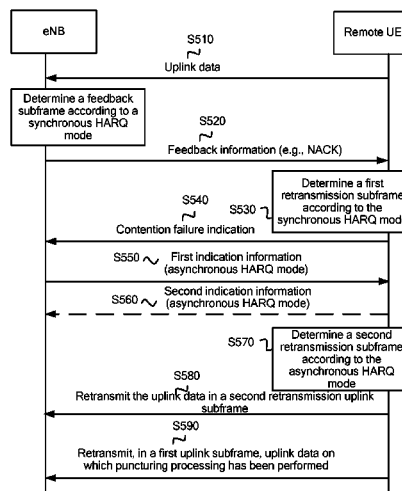 eNB
Remote UE
S510
Uplink data
Determine a feedback
subframe according to a
synchronous HARQ
mode
S520
Feedback information (e.g., NACK)
Determine a first
retransmission subframe
according to the
synchronous HARQ mode
S530
S540
Contention failure indication
S550
First indication information
(asynchronous HARQ mode)
Second indication information
S560
(asynchronous HARQ mode)
Determine a second
retransmission subframe
according to the
asynchronous HARQ
mode
S570
S580
Retransmit the uplink data in a second retransmission uplink
subframe
S590
Retransmit, in a first uplink subframe, uplink data on
which puncturing processing has been performed